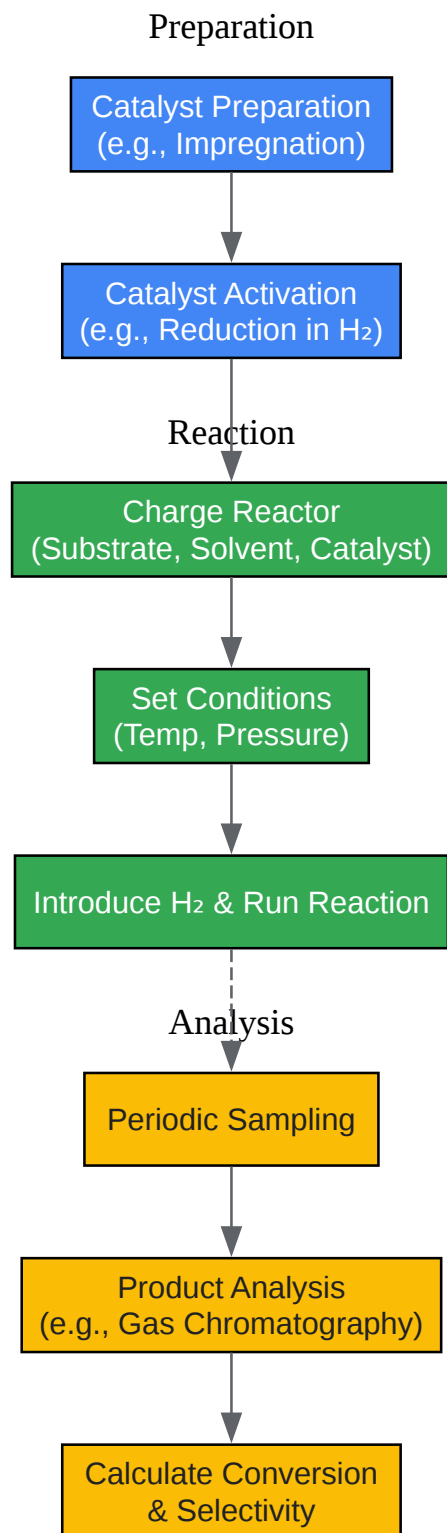 Preparation
Catalyst Preparation
(e.g., Impregnation)
Catalyst Activation
(e.g., Reduction in H₂)
Reaction
Charge Reactor
(Substrate, Solvent, Catalyst)
Set Conditions
(Temp, Pressure)
Introduce H₂ & Run Reaction
Analysis
Periodic Sampling
Product Analysis
(e.g., Gas Chromatography)
Calculate Conversion
& Selectivity